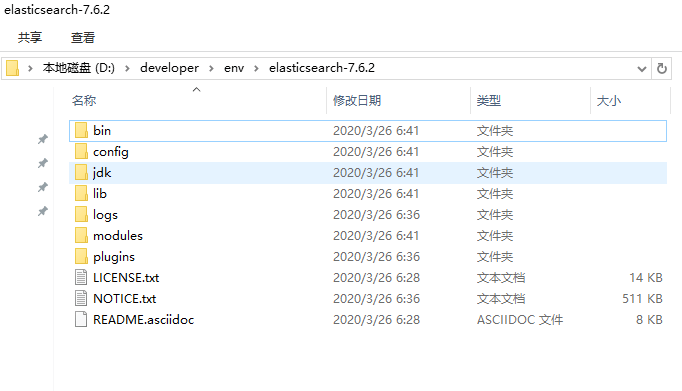 elasticsearch-7.6.2
共享 查看
本地磁盘 (D:) developer env elasticsearch-7.6.2
名称 修改日期 类型 大小
bin 2020/3/26 6:41 文件夹
config 2020/3/26 6:41 文件夹
jdk 2020/3/26 6:41 文件夹
lib 2020/3/26 6:41 文件夹
logs 2020/3/26 6:36 文件夹
modules 2020/3/26 6:41 文件夹
plugins 2020/3/26 6:36 文件夹
LICENSE.txt 2020/3/26 6:28 文本文档 14 KB
NOTICE.txt 2020/3/26 6:36 文本文档 511 KB
README.asciidoc 2020/3/26 6:28 ASCIIDOC 文件 8 KB